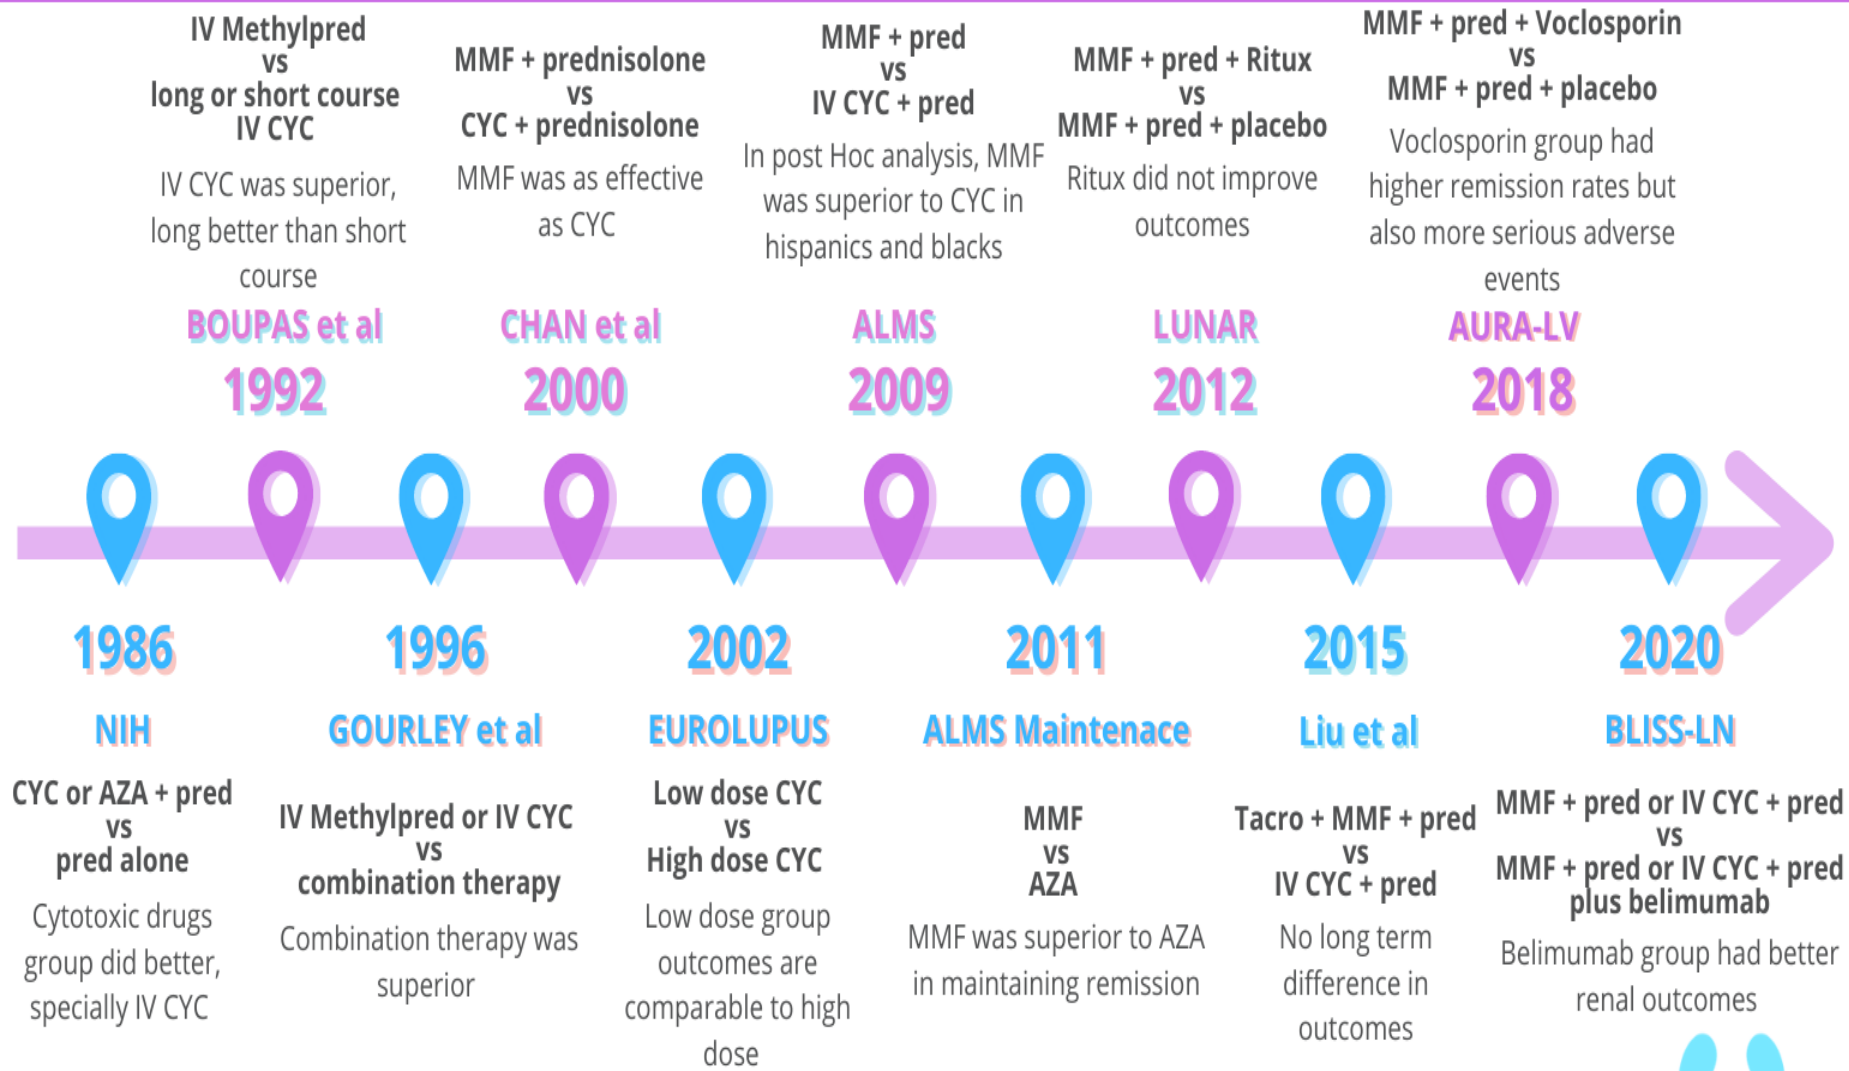 IV Methylpred
vs
long or short course
IV CYC
IV CYC was superior,
long better than short
course
BOUPAS et al
1992
MMF + prednisolone
vs
CYC + prednisolone
MMF was as effective
as CYC
CHAN et al
2000
MMF + pred
vs
IV CYC + pred
In post Hoc analysis, MMF
was superior to CYC in
hispanics and blacks
ALMS
2009
MMF + pred + Ritux
vs
MMF + pred + placebo
Ritux did not improve
outcomes
LUNAR
2012
MMF + pred + Voclosporin
vs
MMF + pred + placebo
Voclosporin group had
higher remission rates but
also more serious adverse
events
AURA-LV
2018
1986
NIH
CYC or AZA + pred
vs
pred alone
Cytotoxic drugs
group did better,
specially IV CYC
1996
GOURLEY et al
IV Methylpred or IV CYC
vs
combination therapy
Combination therapy was
superior
2002
EUROLUPUS
Low dose CYC
vs
High dose CYC
Low dose group
outcomes are
comparable to high
dose
2011
ALMS Maintenace
MMF
vs
AZA
MMF was superior to AZA
in maintaining remission
2015
Liu et al
Tacro + MMF + pred
vs
IV CYC + pred
No long term
difference in
outcomes
2020
BLISS-LN
MMF + pred or IV CYC + pred
vs
MMF + pred or IV CYC + pred
plus belimumab
Belimumab group had better
renal outcomes